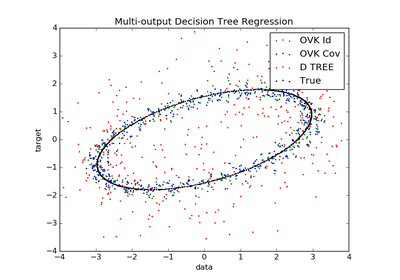 Multi-output Decision Tree Regression
OVK Id
OVK Cov
D TREE
True
target
4
3
2
1
0
−1
−2
−3
−4
−4 −3 −2 −1 0 1 2 3 4
data